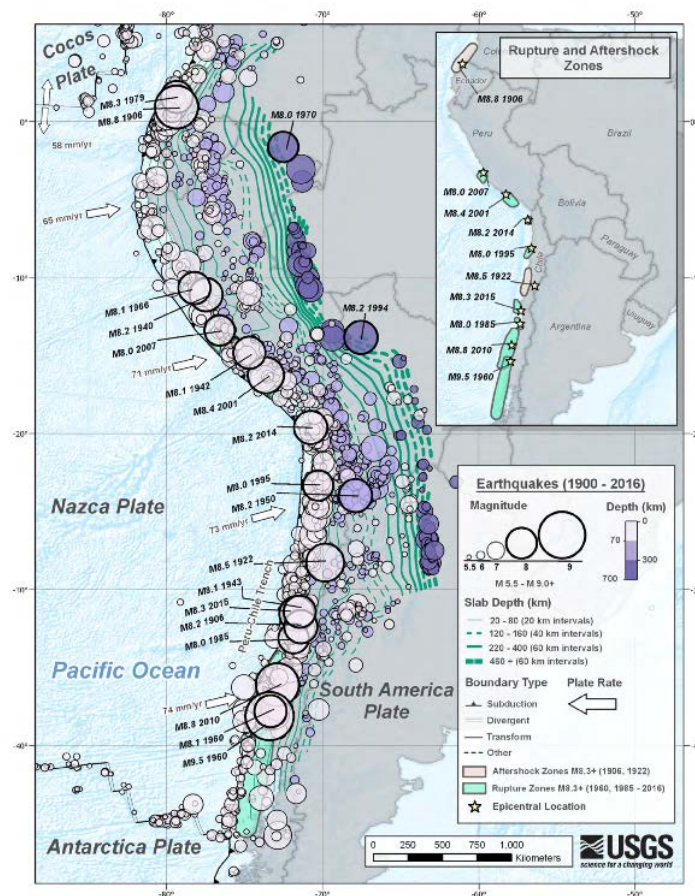 -80°
-70°
-60°
-50°
Cocos
Plate
M8.3 1979
M8.8 1906
M8.0 1970
0°
58 mm/yr
65 mm/yr
-10°
M8.1 1966
M8.2 1940
M8.0 2007
M8.2 1994
71 mm/yr
M8.1 1942
M8.4 2001
-20°
M8.2 2014
Nazca Plate
M8.0 1995
M8.2 1950
73 mm/yr
M8.5 1922
M8.1 1943
-30°
M8.3 2015
M8.2 1906
M8.0 1985
Peru-Chile Trench
Pacific Ocean
South America
Plate
74 mm/yr
M8.8 2010
M8.1 1960
M9.5 1960
-40°
Antarctica Plate
Rupture and Aftershock
Zones
Ecuador
M8.8 1906
Peru
Brazil
M8.0 2007
M8.4 2001
Bolivia
M8.2 2014
M8.0 1995
Paraguay
Chile
M8.5 1922
M8.3 2015
Argentina
Uruguay
M8.0 1985
M8.8 2010
M9.5 1960
Earthquakes (1900 - 2016)
Magnitude
Depth (km)
0
70
300
700
5.5 6 7 8 9
M 5.5 - M 9.0+
Slab Depth (km)
20 - 80 (20 km intervals)
120 - 160 (40 km intervals)
220 - 400 (60 km intervals)
460 + (60 km intervals)
Boundary Type
Plate Rate
Subduction
Divergent
Transform
Other
Aftershock Zones M8.3+ (1906, 1922)
Rupture Zones M8.3+ (1960, 1985 - 2016)
Epicentral Location
0 250 500 1,000
Kilometers
USGS
science for a changing world